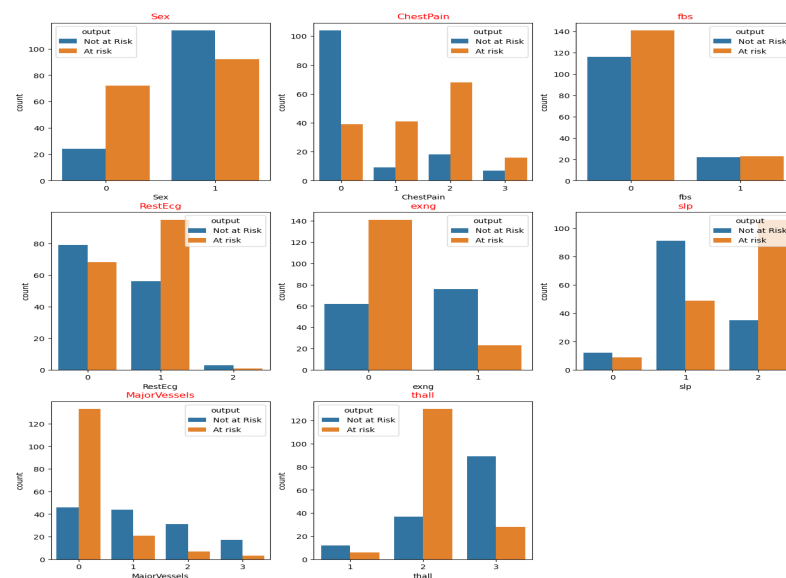 Sex
output
Not at Risk
At risk
count
100
80
60
40
20
0
0 1
Sex
ChestPain
output
Not at Risk
At risk
count
100
80
60
40
20
0
0 1 2 3
ChestPain
fbs
output
Not at Risk
At risk
count
140
120
100
80
60
40
20
0
0 1
fbs
RestEcg
output
Not at Risk
At risk
count
80
60
40
20
0
0 1 2
RestEcg
exng
output
Not at Risk
At risk
count
140
120
100
80
60
40
20
0
0 1
exng
slp
output
Not at Risk
At risk
count
100
80
60
40
20
0
0 1 2
slp
MajorVessels
output
Not at Risk
At risk
count
120
100
80
60
40
20
0
0 1 2 3
MajorVessels
thall
output
Not at Risk
At risk
count
120
100
80
60
40
20
0
1 2 3
thall